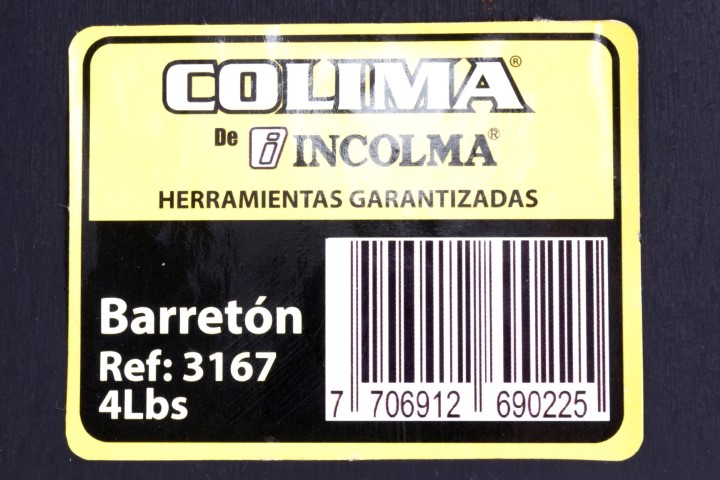 COLIMA®
De i INCOLMA®
HERRAMIENTAS GARANTIZADAS
Barretón
Ref: 3167
4Lbs
7 706912 690225